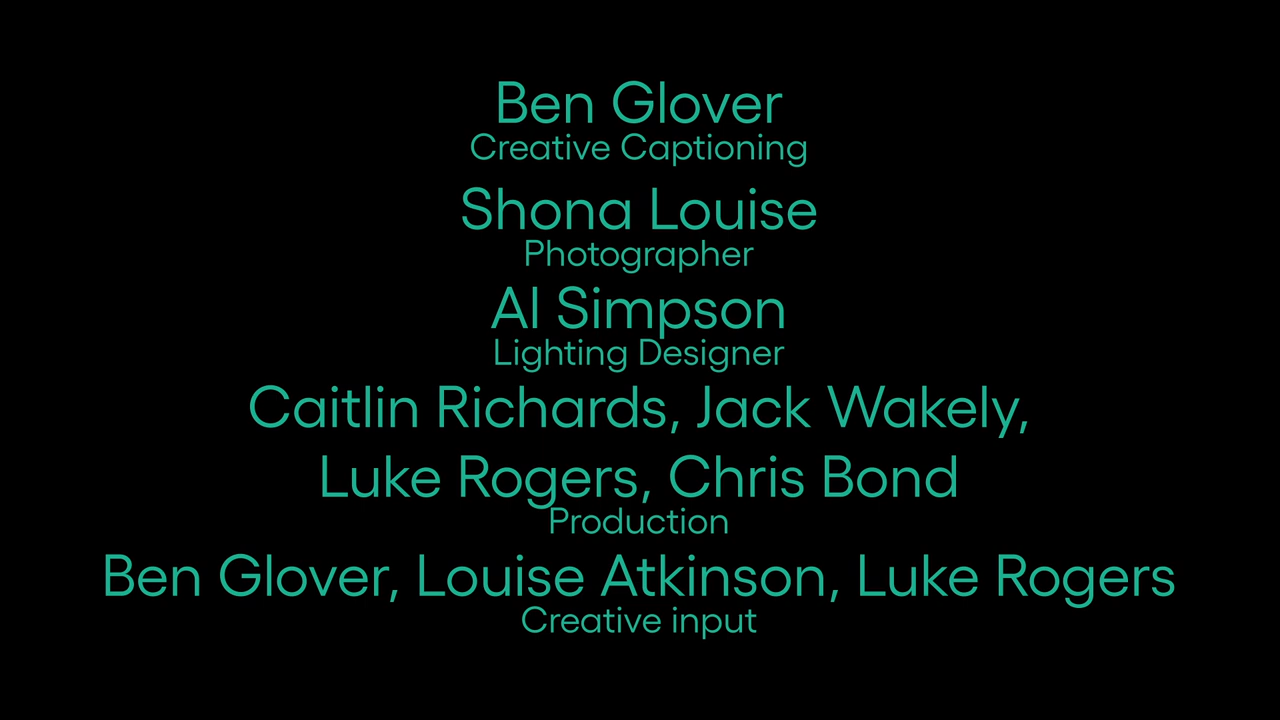 Ben Glover
Creative Captioning
Shona Louise
Photographer
Al Simpson
Lighting Designer
Caitlin Richards, Jack Wakely,
Luke Rogers, Chris Bond
Production
Ben Glover, Louise Atkinson, Luke Rogers
Creative input